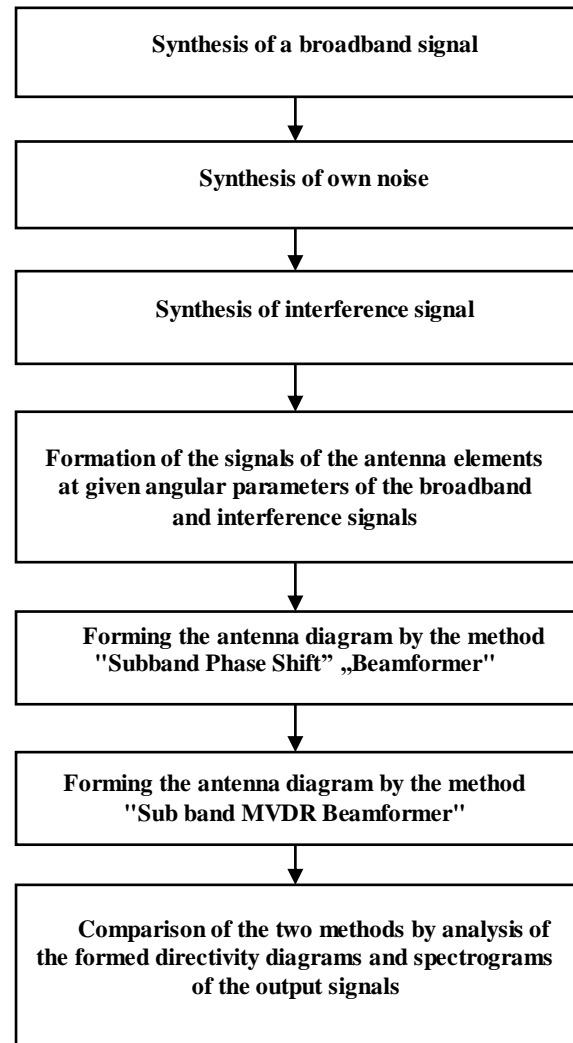 Synthesis of a broadband signal
Synthesis of own noise
Synthesis of interference signal
Formation of the signals of the antenna elements
at given angular parameters of the broadband
and interference signals
Forming the antenna diagram by the method
"Subband Phase Shift” „Beamformer"
Forming the antenna diagram by the method
"Sub band MVDR Beamformer"
Comparison of the two methods by analysis of
the formed directivity diagrams and spectrograms
of the output signals